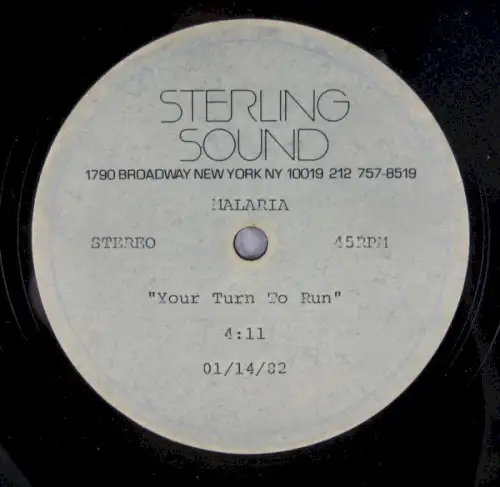 STERLING
SOUND
1790 BROADWAY NEW YORK NY 10019 212 757-8519
MALARIA
STEREO 45RPM
"Your Turn To Run"
4:11
01/14/82